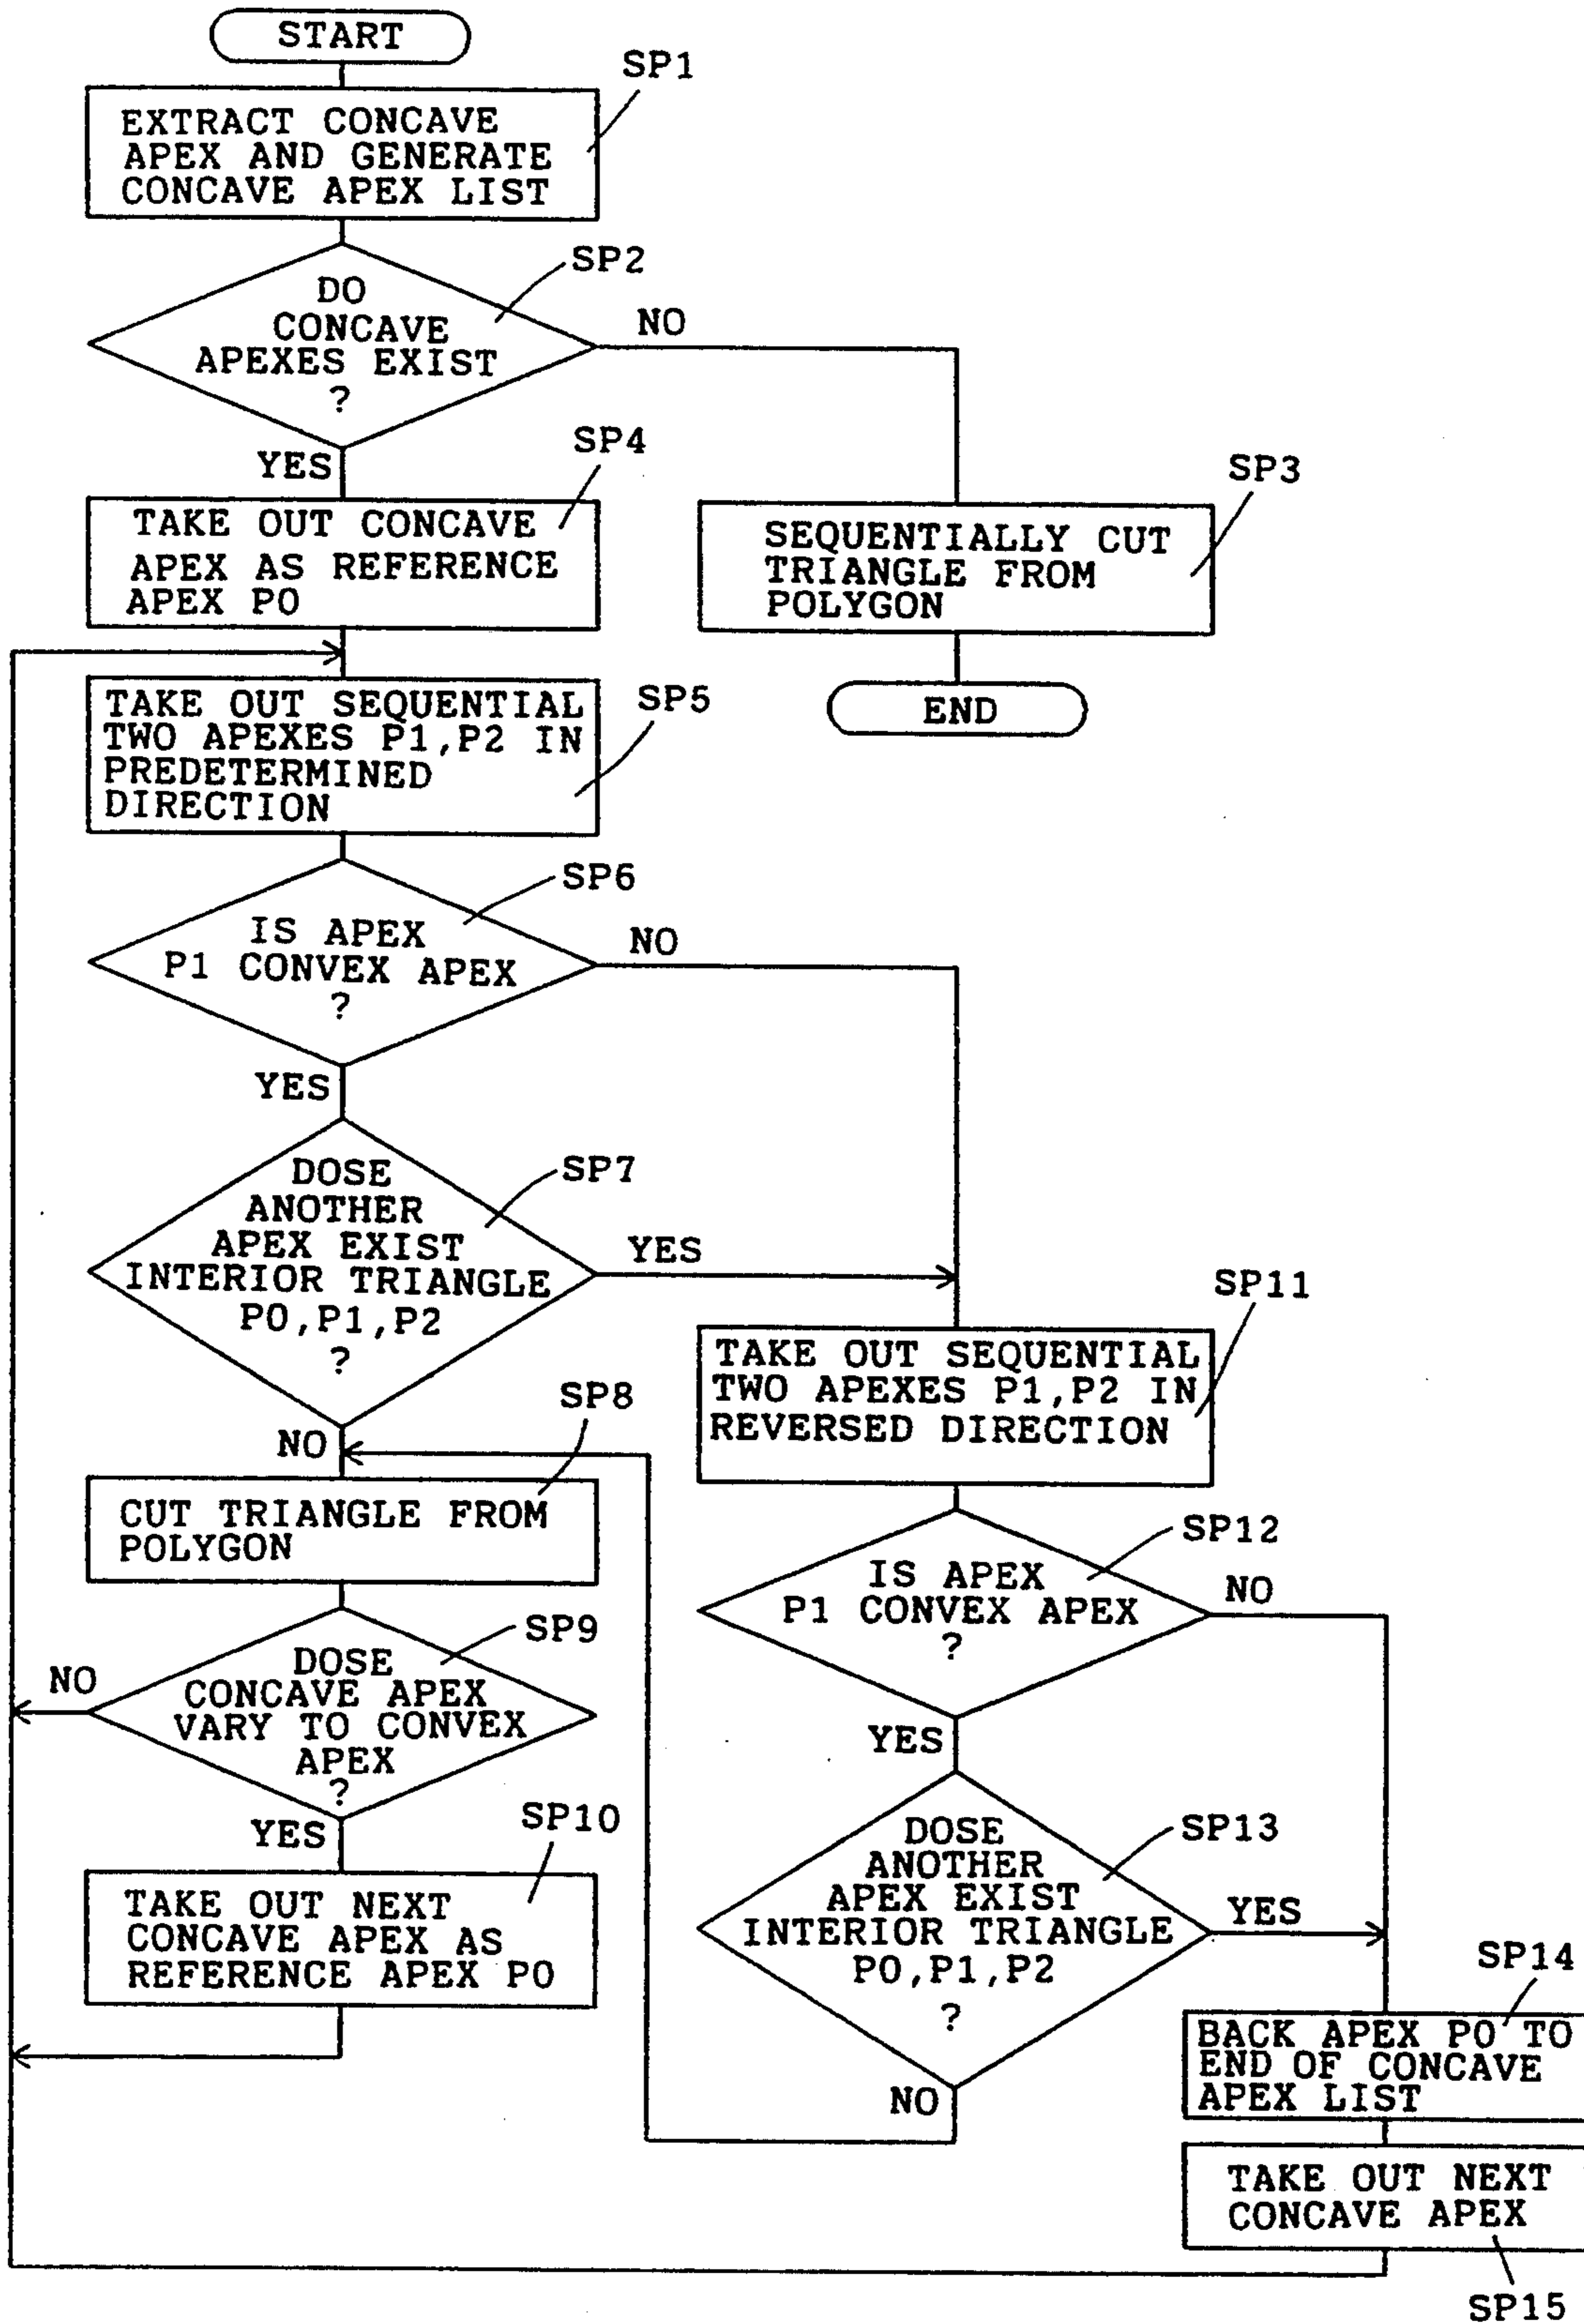 START
SP1
EXTRACT CONCAVE
APEX AND GENERATE
CONCAVE APEX LIST
SP2
DO
CONCAVE
APEXES EXIST
?
NO
YES
SP4
TAKE OUT CONCAVE
APEX AS REFERENCE
APEX P0
SP3
SEQUENTIALLY CUT
TRIANGLE FROM
POLYGON
END
SP5
TAKE OUT SEQUENTIAL
TWO APEXES P1,P2 IN
PREDETERMINED
DIRECTION
SP6
IS APEX
P1 CONVEX APEX
?
NO
YES
SP7
DOSE
ANOTHER
APEX EXIST
INTERIOR TRIANGLE
P0,P1,P2
?
YES
NO
SP8
CUT TRIANGLE FROM
POLYGON
SP9
DOSE
CONCAVE APEX
VARY TO CONVEX
APEX
?
NO
YES
SP10
TAKE OUT NEXT
CONCAVE APEX AS
REFERENCE APEX P0
SP11
TAKE OUT SEQUENTIAL
TWO APEXES P1,P2 IN
REVERSED DIRECTION
SP12
IS APEX
P1 CONVEX APEX
?
NO
YES
SP13
DOSE
ANOTHER
APEX EXIST
INTERIOR TRIANGLE
P0,P1,P2
?
YES
NO
SP14
BACK APEX P0 TO
END OF CONCAVE
APEX LIST
TAKE OUT NEXT
CONCAVE APEX
SP15